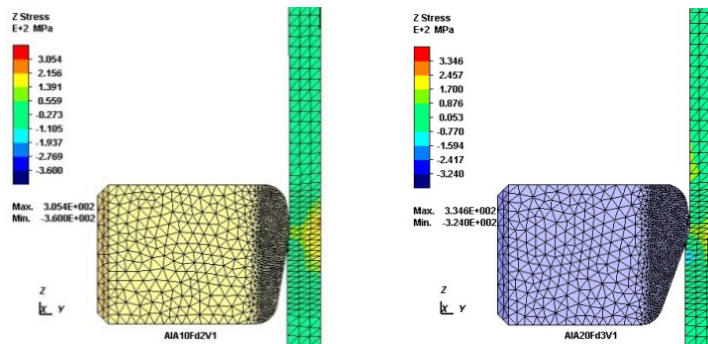 Z Stress
E+2 MPa
3.054
2.156
1.391
0.559
-0.273
-1.105
-1.937
-2.769
-3.600
Max. 3.054E+002
Min. -3.600E+002
Z
X Y
AlA10Fd2V1
Z Stress
E+2 MPa
3.346
2.457
1.700
0.876
0.053
-0.770
-1.594
-2.417
-3.240
Max. 3.346E+002
Min. -3.240E+002
Z
X Y
AlA20Fd3V1